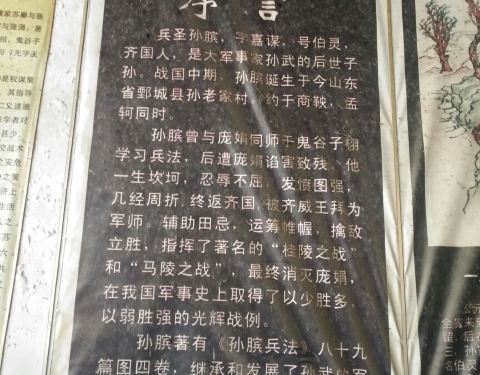 序言
兵圣孙膑，字嘉谋，号伯灵，
齐国人，是大军事家孙武的后世子
孙。战国中期，孙膑诞生于今山东
省鄄城县孙老家村，约于商鞅，孟
轲同时。
孙膑曾与庞涓同师于鬼谷子翊
学习兵法，后遭庞涓谄害致残，他
一生坎坷，忍辱不屈，发愤图强，
几经周折，终返齐国，被齐威王拜为
军师。辅助田忌，运筹帷幄，擒敌
立胜，指挥了著名的“桂陵之战”
和“马陵之战”，最终消灭庞涓，
在我国军事史上取得了以少胜多，
以弱胜强的光辉战例。
孙膑著有《孙膑兵法》八十九
篇图四卷，继承和发展了孙武的军